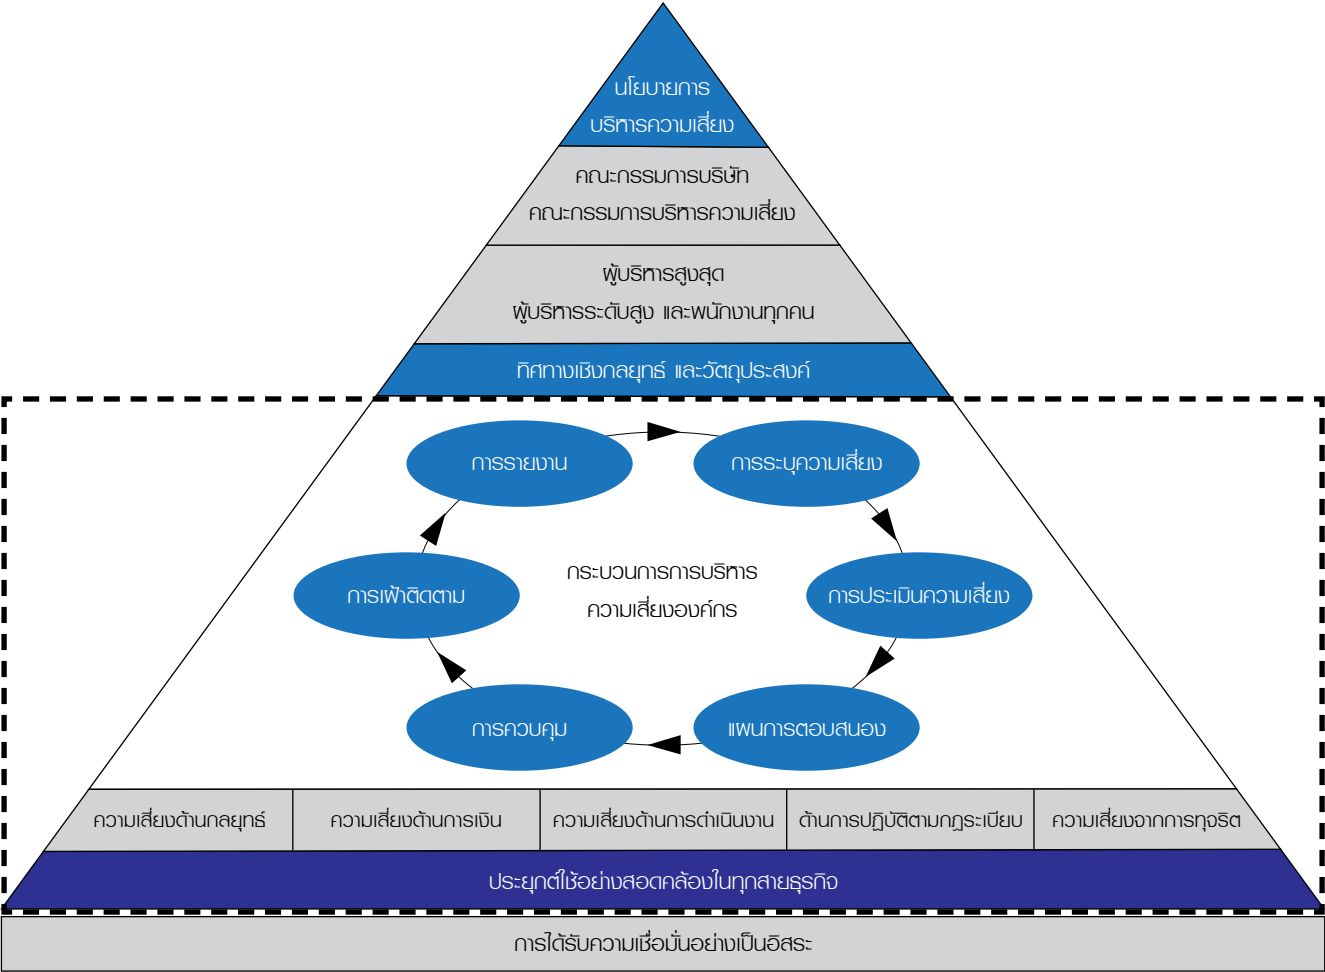 นโยบายการ
บริหารความเสี่ยง
คณะกรรมการบริษัท
คณะกรรมการบริหารความเสี่ยง
ผู้บริหารสูงสุด
ผู้บริหารระดับสูง และพนักงานทุกคน
ทิศทางเชิงกลยุทธ์ และวัตถุประสงค์
การรายงาน
การระบุความเสี่ยง
กระบวนการการบริหาร
ความเสี่ยงองค์กร
การเฝ้าติดตาม
การประเมินความเสี่ยง
การควบคุม
แผนการตอบสนอง
ความเสี่ยงด้านกลยุทธ์
ความเสี่ยงด้านการเงิน
ความเสี่ยงด้านการดำเนินงาน
ด้านการปฏิบัติตามกฎระเบียบ
ความเสี่ยงจากการทุจริต
ประยุกต์ใช้อย่างสอดคล้องในทุกสายธุรกิจ
การได้รับความเชื่อมั่นอย่างเป็นอิสระ